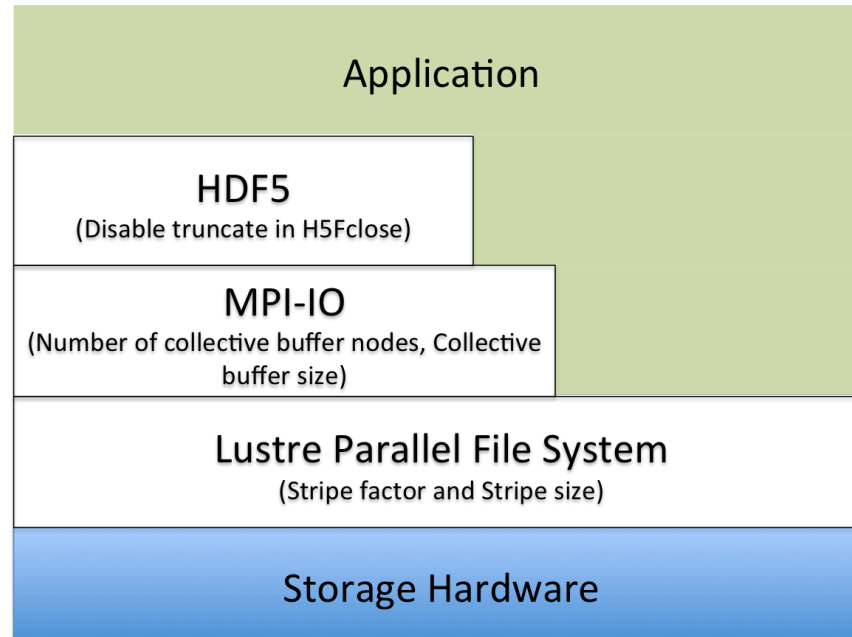 Application
HDF5
(Disable truncate in H5Fclose)
MPI-IO
(Number of collective buffer nodes, Collective
buffer size)
Lustre Parallel File System
(Stripe factor and Stripe size)
Storage Hardware